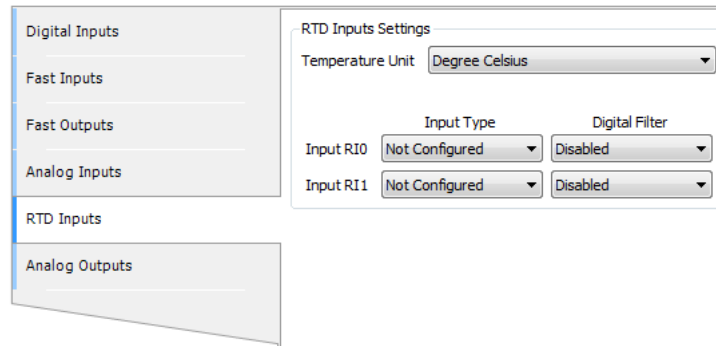 Digital Inputs
Fast Inputs
Fast Outputs
Analog Inputs
RTD Inputs
Analog Outputs
RTD Inputs Settings
Temperature Unit Degree Celsius
Input Type Digital Filter
Input RI0 Not Configured Disabled
Input RI1 Not Configured Disabled